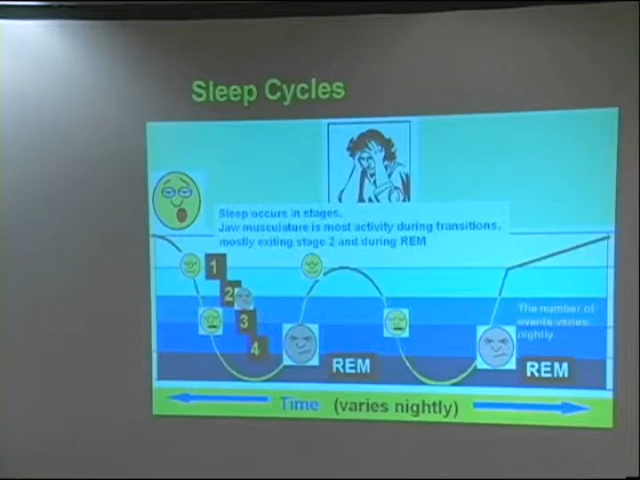 Sleep Cycles
Sleep occurs in stages.
Jaw musculature is most activity during transitions,
mostly exiting stage 2 and during REM
1
2
3
4
The number of
events varies
nightly
REM
REM
Time (varies nightly)